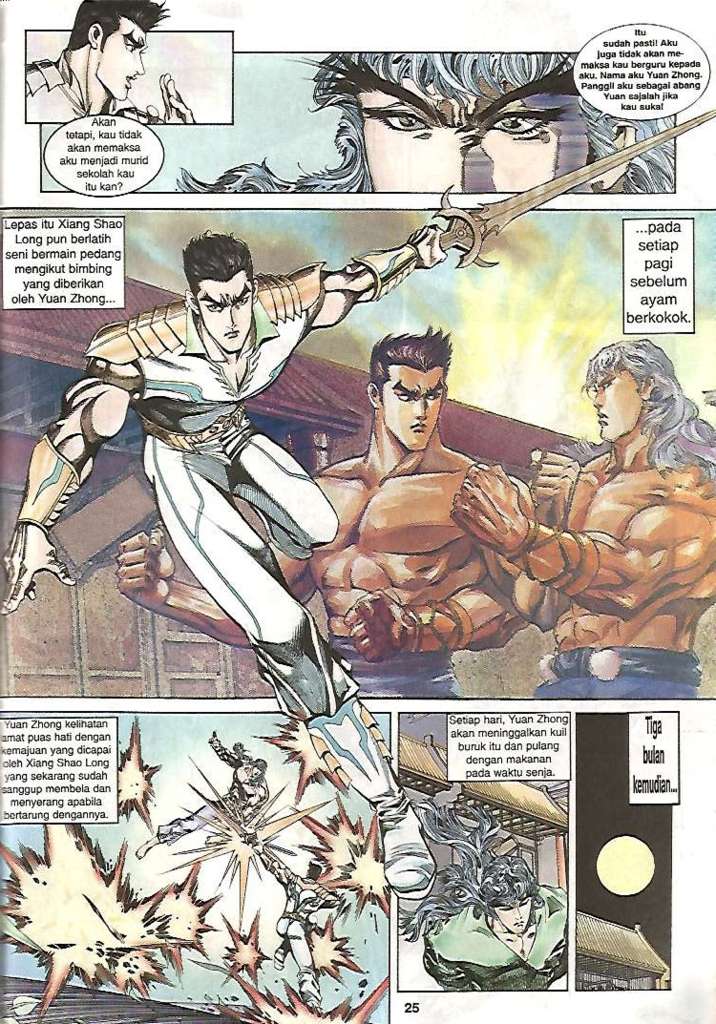 Akan
tetapi, kau tidak
akan memaksa
aku menjadi murid
sekolah kau
itu kan?
Itu
sudah pasti! Aku
juga tidak akan me-
maksa kau berguru kepada
aku. Nama aku Yuan Zhong.
Panggil aku sebagai abang
Yuan sajalah jika
kau suka!
Lepas itu Xiang Shao
Long pun berlatih
seni bermain pedang
mengikut bimbing
yang diberikan
oleh Yuan Zhong...
...pada
setiap
pagi
sebelum
ayam
berkokok.
Yuan Zhong kelihatan
amat puas hati dengan
kemajuan yang dicapai
oleh Xiang Shao Long
yang sekarang sudah
sanggup membela dan
menyerang apabila
bertarung dengannya.
Setiap hari, Yuan Zhong
akan meninggalkan kuil
buruk itu dan pulang
dengan makanan
pada waktu senja.
Tiga
bulan
kemudian...
25